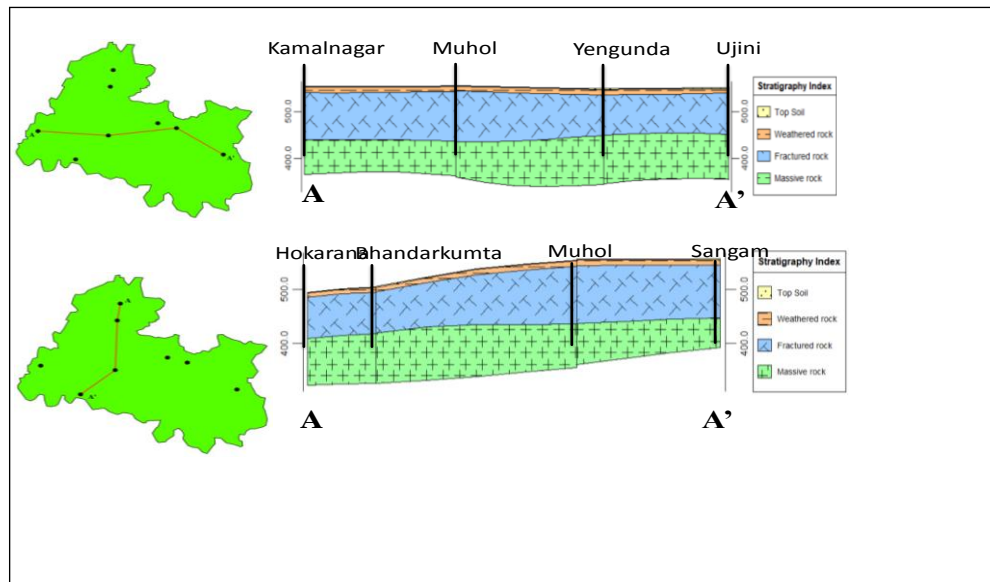 Kamalnagar Muhol Yengunda Ujini
Stratigraphy Index
Top Soil
Weathered rock
Fractured rock
Massive rock
500.0 500.0
400.0 400.0
A A'
A A'
Hokarana Bhandarkumta Muhol Sangam
Stratigraphy Index
Top Soil
Weathered rock
Fractured rock
Massive rock
500.0 500.0
400.0 400.0
A
A'
A A'